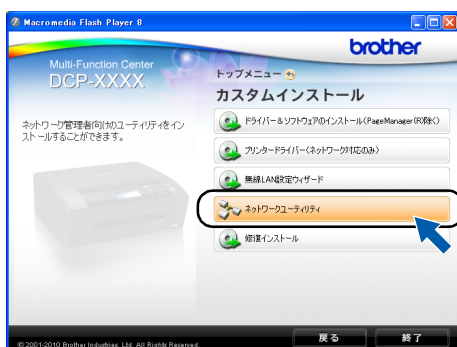 Macromedia Flash Player 8
brother
Multi-Function Center
DCP-XXXX
トップメニュー
カスタムインストール
ネットワーク管理者向けのユーティリティをイン
ストールすることができます。
ドライバー&ソフトウェアのインストール(PageManager(R)除く)
プリンタードライバー(ネットワーク対応のみ)
無線LAN設定ウィザード
ネットワークユーティリティ
修復インストール
戻る
終了
© 2001-2010 Brother Industries, Ltd. All Rights Reserved.